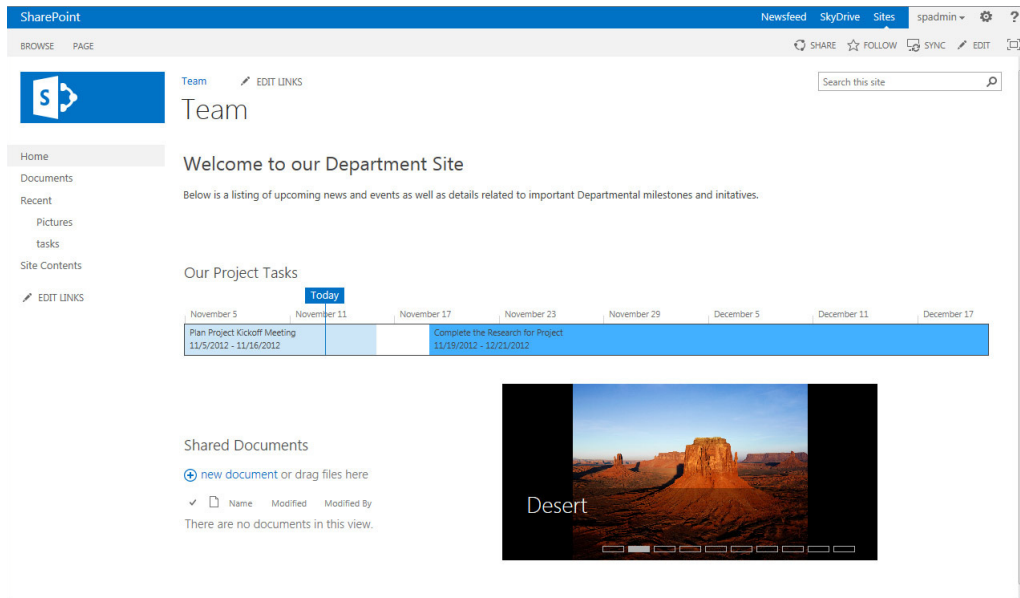 SharePoint
Newsfeed SkyDrive Sites spadmin ?
BROWSE PAGE
SHARE FOLLOW SYNC EDIT
S
Team EDIT LINKS
Search this site
Team
Home
Documents
Recent
Pictures
tasks
Site Contents
EDIT LINKS
Welcome to our Department Site
Below is a listing of upcoming news and events as well as details related to important Departmental milestones and initatives.
Our Project Tasks
Today
November 5 November 11 November 17 November 23 November 29 December 5 December 11 December 17
Plan Project Kickoff Meeting
11/5/2012 - 11/16/2012
Complete the Research for Project
11/19/2012 - 12/21/2012
Shared Documents
new document or drag files here
Name Modified Modified By
There are no documents in this view.
Desert